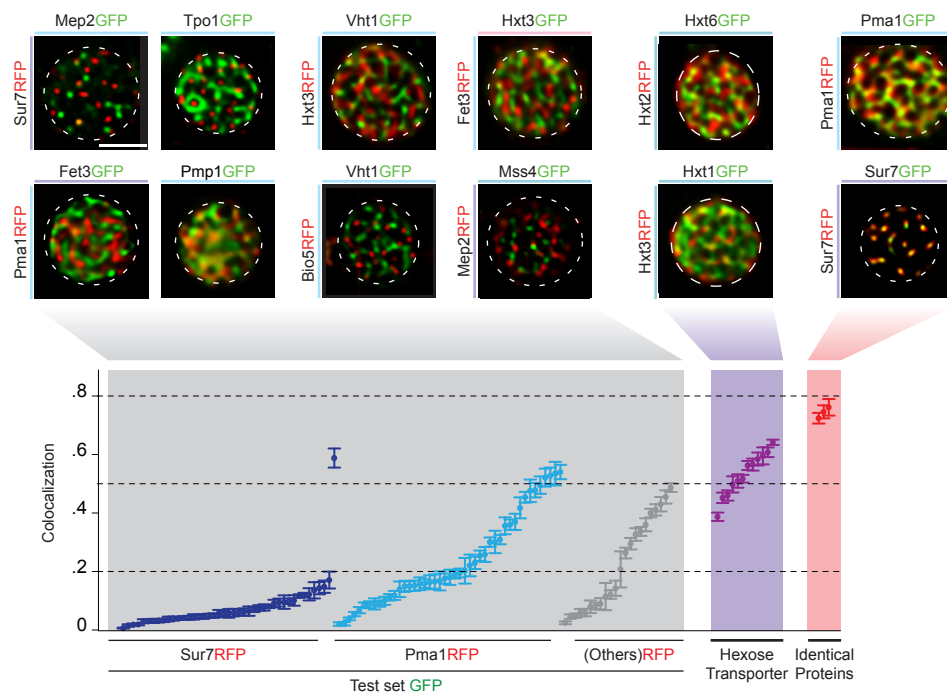 Mep2GFP Tpo1GFP Vht1GFP Hxt3GFP Hxt6GFP Pma1GFP
Sur7RFP
Hxt3RFP
Fet3RFP
Hxt2RFP
Pma1RFP
Fet3GFP Pmp1GFP Vht1GFP Mss4GFP Hxt1GFP Sur7GFP
Pma1RFP
Bio5RFP
Mep2RFP
Hxt3RFP
Sur7RFP
Colocalization
.8
.6
.4
.2
0
Sur7RFP Pma1RFP (Others)RFP Hexose Identical
Transporter Proteins
Test set GFP